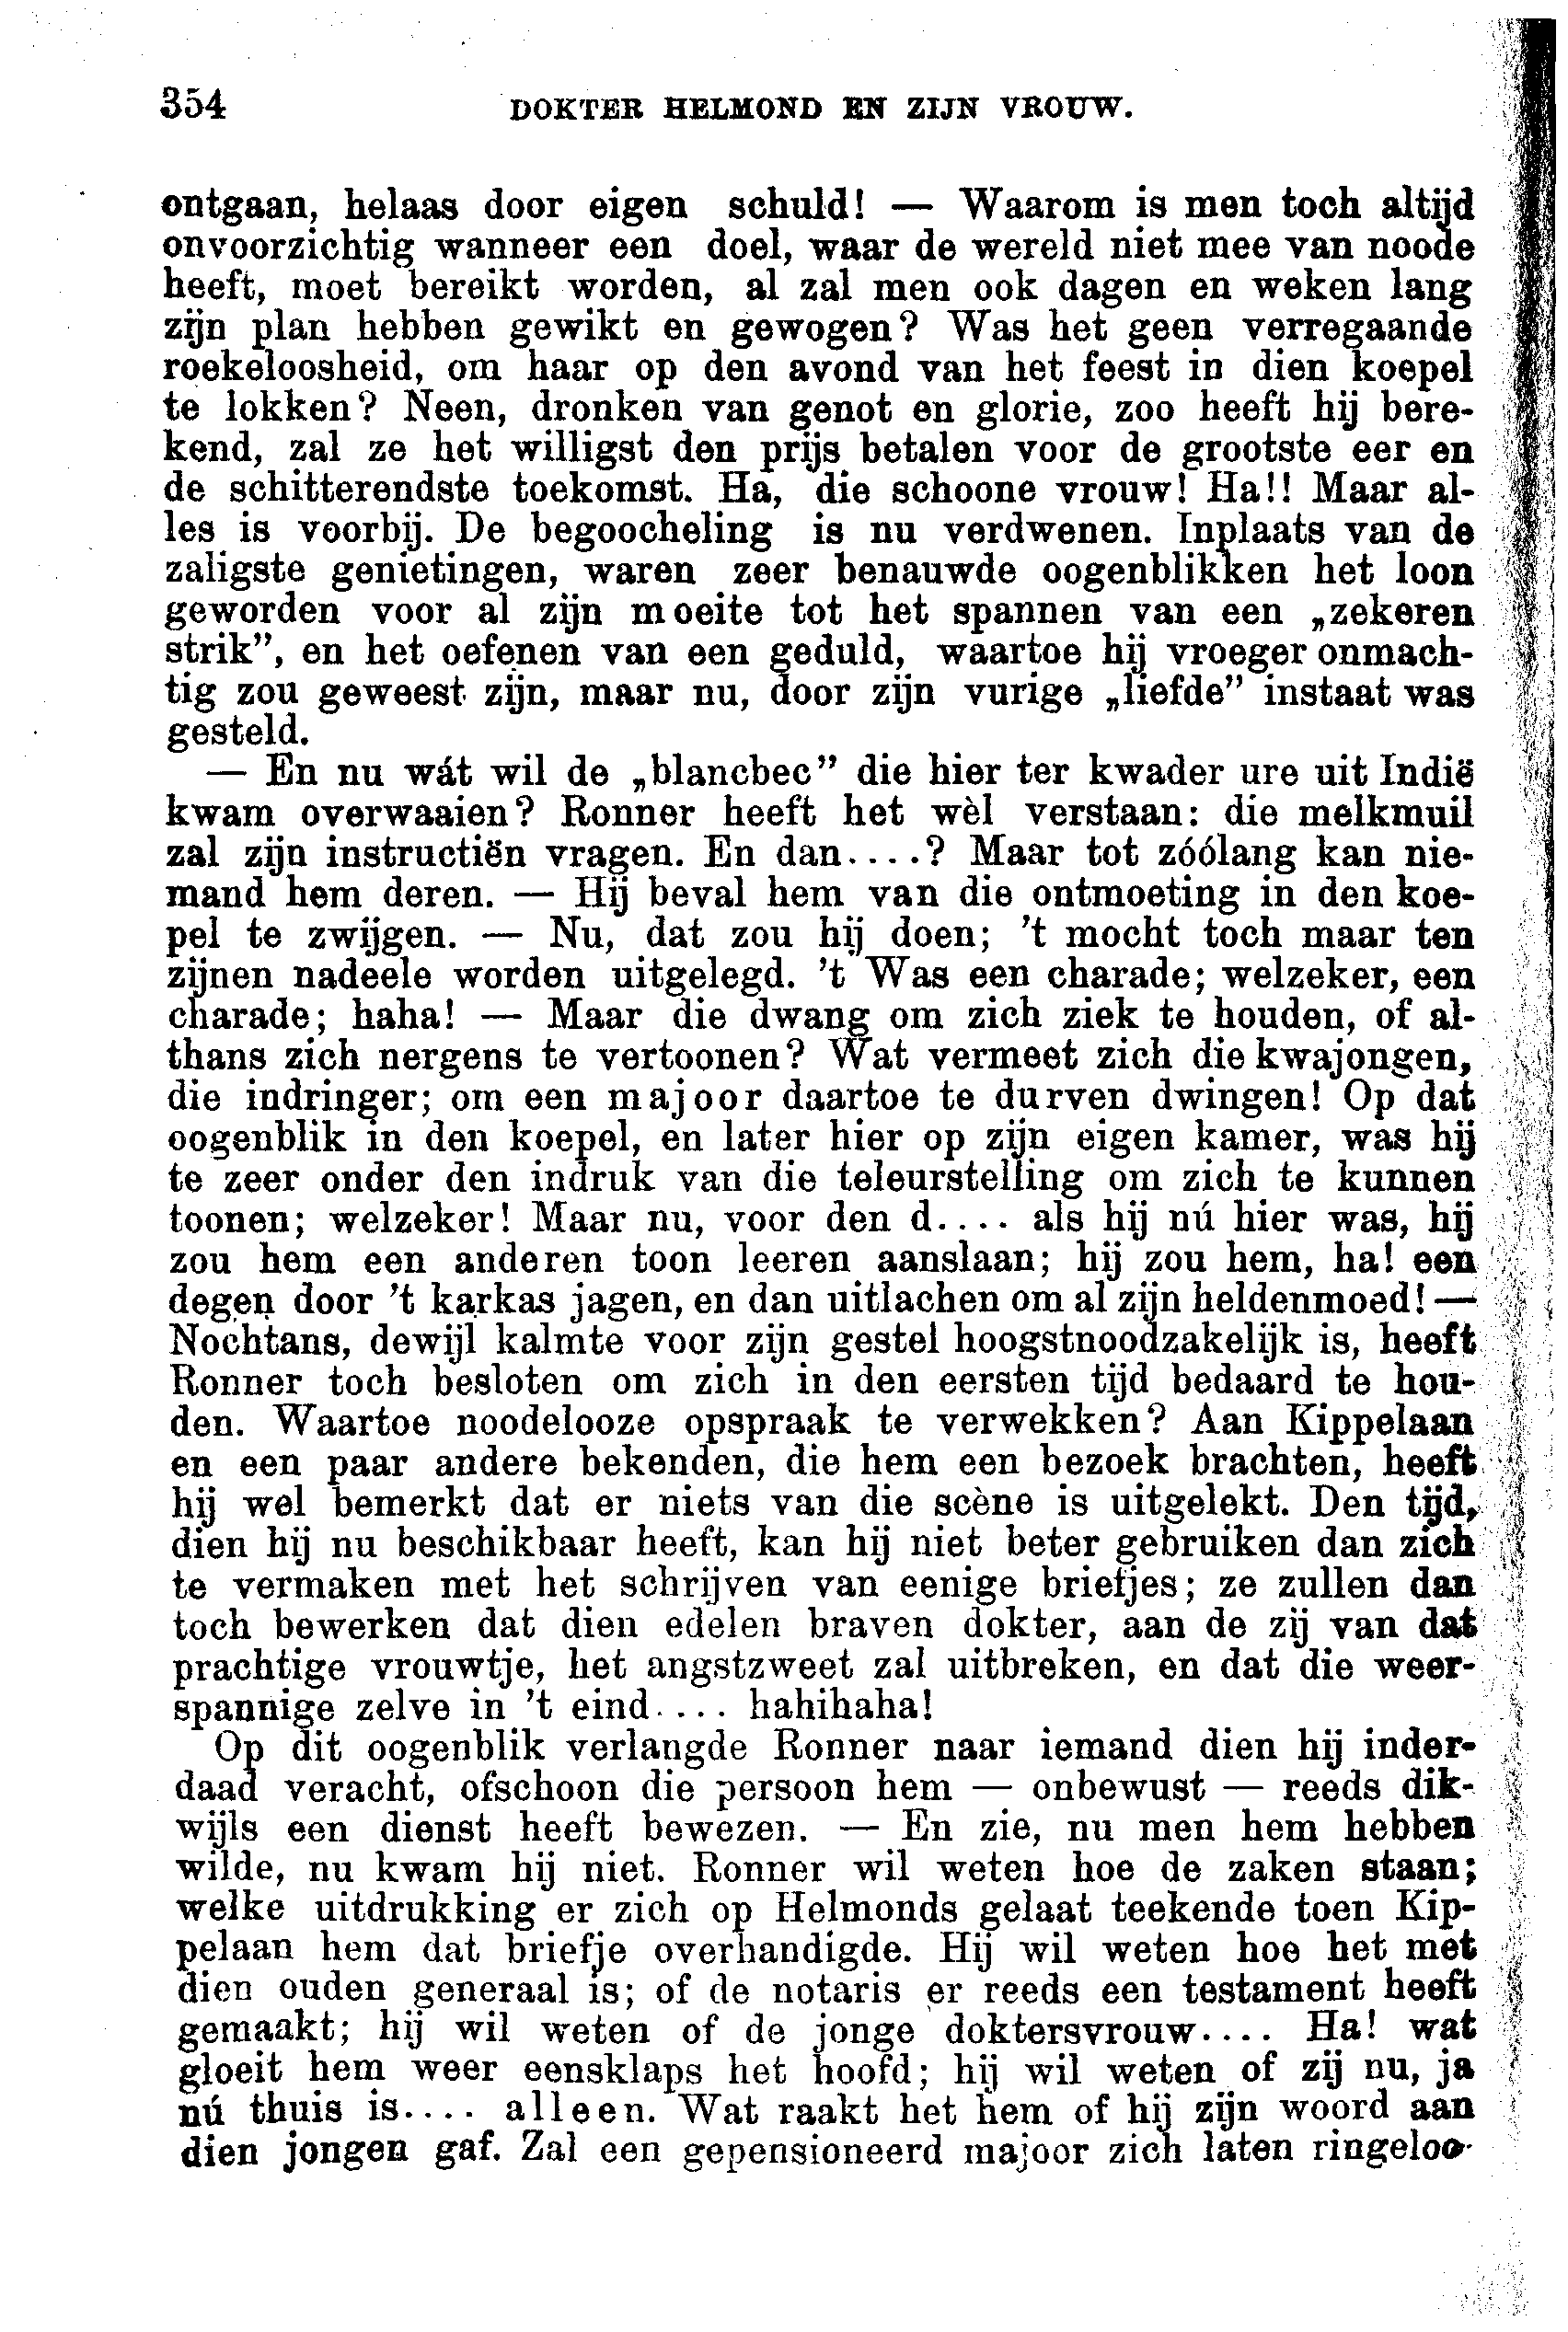 354 DOKTER HELMOND EN ZIJN VROUW.
ontgaan, helaas door eigen schuld! — Waarom is men toch altijd
onvoorzichtig wanneer een doel, waar de wereld niet mee van noode
heeft, moet bereikt worden, al zal men ook dagen en weken lang
zijn plan hebben gewikt en gewogen? Was het geen verregaande
roekeloosheid, om haar op den avond van het feest in dien koepel
te lokken? Neen, dronken van genot en glorie, zoo heeft hij bere-
kend, zal ze het willigst den prijs betalen voor de grootste eer en
de schitterendste toekomst. Ha, die schoone vrouw! Ha!! Maar al-
les is voorbij. De begoocheling is nu verdwenen. Inplaats van de
zaligste genietingen, waren zeer benauwde oogenblikken het loon
geworden voor al zijn moeite tot het spannen van een „zekeren
strik”, en het oefenen van een geduld, waartoe hij vroeger onmach-
tig zou geweest zijn, maar nu, door zijn vurige „liefde” instaat was
gesteld.
— En nu wát wil de „blancbec” die hier ter kwader ure uit Indië
kwam overwaaien? Ronner heeft het wèl verstaan: die melkmuil
zal zijn instructiën vragen. En dan....? Maar tot zóólang kan nie-
mand hem deren. — Hij beval hem van die ontmoeting in den koe-
pel te zwijgen. — Nu, dat zou hij doen; ’t mocht toch maar ten
zijnen nadeele worden uitgelegd. ’t Was een charade; welzeker, een
charade; haha! — Maar die dwang om zich ziek te houden, of al-
thans zich nergens te vertoonen? Wat vermeet zich die kwajongen,
die indringer; om een majoor daartoe te durven dwingen! Op dat
oogenblik in den koepel, en later hier op zijn eigen kamer, was hij
te zeer onder den indruk van die teleurstelling om zich te kunnen
toonen; welzeker! Maar nu, voor den d.... als hij nú hier was, hij
zou hem een anderen toon leeren aanslaan; hij zou hem, ha! een
degen door ’t karkas jagen, en dan uitlachen om al zijn heldenmoed! —
Nochtans, dewijl kalmte voor zijn gestel hoogstnoodzakelijk is, heeft
Ronner toch besloten om zich in den eersten tijd bedaard te hou-
den. Waartoe noodelooze opspraak te verwekken? Aan Kippelaan
en een paar andere bekenden, die hem een bezoek brachten, heeft
hij wel bemerkt dat er niets van die scène is uitgelekt. Den tijd,
dien hij nu beschikbaar heeft, kan hij niet beter gebruiken dan zich
te vermaken met het schrijven van eenige briefjes; ze zullen dan
toch bewerken dat dien edelen braven dokter, aan de zij van dat
prachtige vrouwtje, het angstzweet zal uitbreken, en dat die weer-
spannige zelve in ’t eind.... hahihaha!
Op dit oogenblik verlangde Ronner naar iemand dien hij inder-
daad veracht, ofschoon die persoon hem — onbewust — reeds dik-
wijls een dienst heeft bewezen. — En zie, nu men hem hebben
wilde, nu kwam hij niet. Ronner wil weten hoe de zaken staan;
welke uitdrukking er zich op Helmonds gelaat teekende toen Kip-
pelaan hem dat briefje overhandigde. Hij wil weten hoe het met
dien ouden generaal is; of de notaris er reeds een testament heeft
gemaakt; hij wil weten of de jonge doktersvrouw.... Ha! wat
gloeit hem weer eensklaps het hoofd; hij wil weten of zij nu, ja
nú thuis is.... alleen. Wat raakt het hem of hij zijn woord aan
dien jongen gaf. Zal een gepensioneerd majoor zich laten ringeloo-